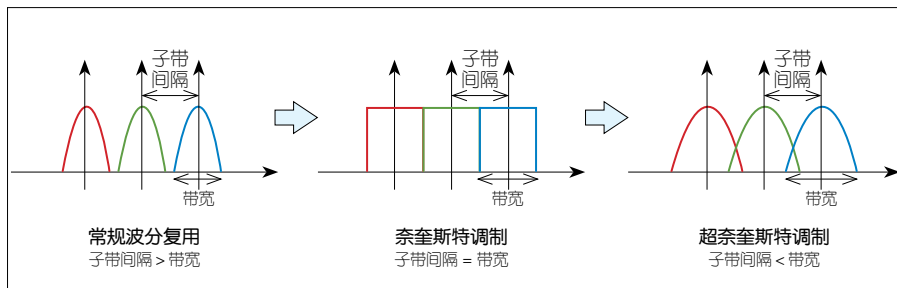 子带
间隔
带宽
常规波分复用
子带间隔 > 带宽
子带
间隔
带宽
奈奎斯特调制
子带间隔 = 带宽
子带
间隔
带宽
超奈奎斯特调制
子带间隔 < 带宽